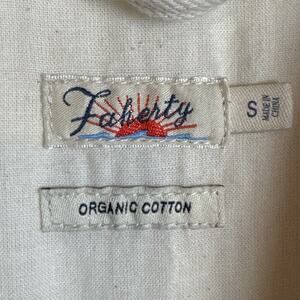 Faherty
S
MADE IN
CHINA
ORGANIC COTTON